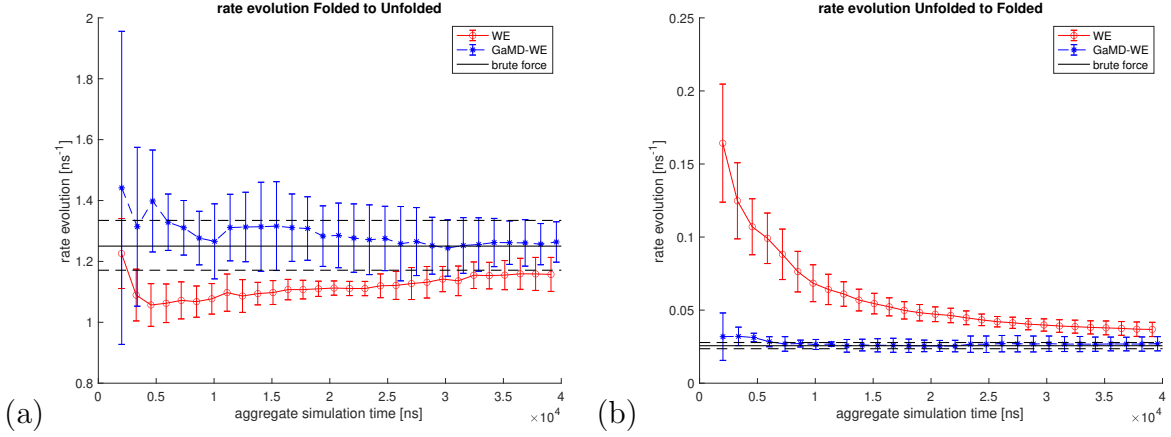 rate evolution Folded to Unfolded
2
1.8
1.6
1.4
1.2
1
0.8
rate evolution [ns⁻¹]
WE
GaMD-WE
brute force
0
0.5
1
1.5
2
2.5
3
3.5
4
×10⁴
aggregate simulation time [ns]
(a)
rate evolution Unfolded to Folded
0.25
0.2
0.15
0.1
0.05
0
rate evolution [ns⁻¹]
WE
GaMD-WE
brute force
0
0.5
1
1.5
2
2.5
3
3.5
4
×10⁴
aggregate simulation time [ns]
(b)